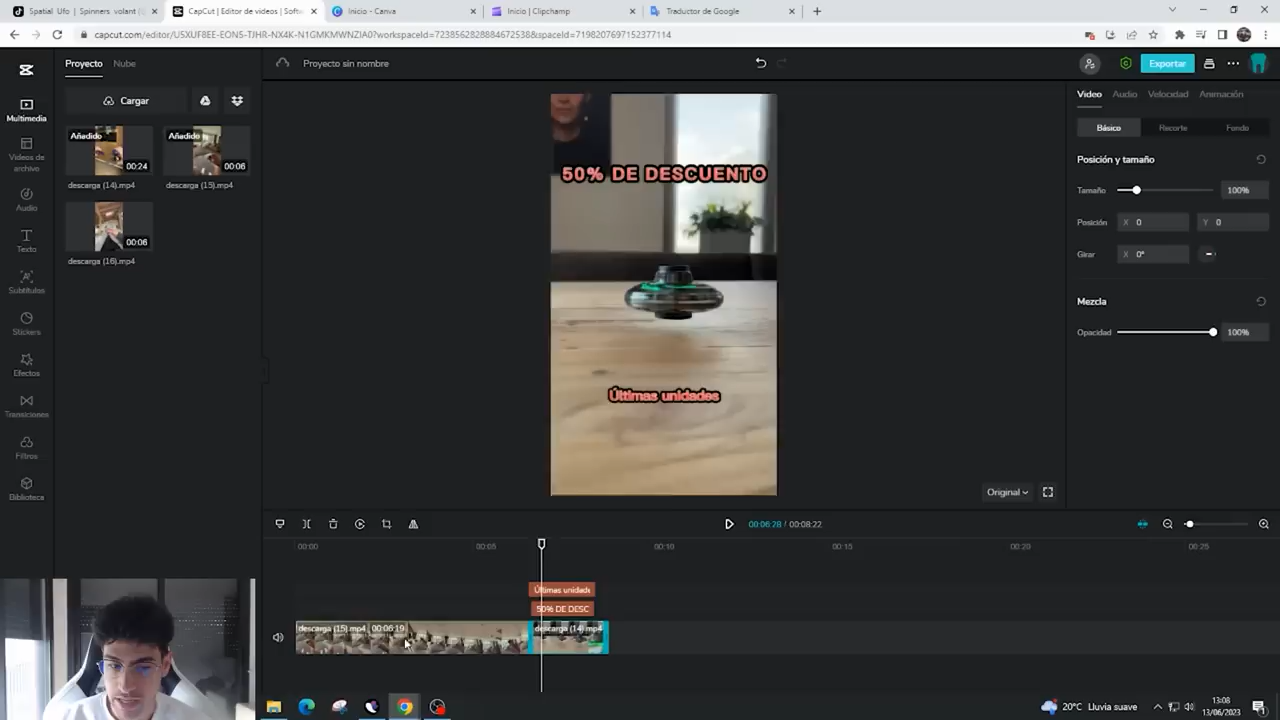 Spatial Ufo | Spinners volant (
CapCut | Editor de videos | Softw
Inicio - Canva
Inicio | Clipchamp
Traductor de Google
capcut.com/editor/U5XUF8EE-EON5-TJHR-NX4K-N1GMKMWNZIA0?workspaceId=7238562828884672538&spaceId=7198207697152377114
Proyecto
Nube
Proyecto sin nombre
Exportar
Multimedia
Videos de archivo
Audio
Texto
Subtítulos
Stickers
Efectos
Transiciones
Filtros
Biblioteca
Cargar
Añadido
00:24
Añadido
00:06
descarga (14).mp4
descarga (15).mp4
00:06
descarga (16).mp4
50% DE DESCUENTO
Últimas unidades
Original
Video
Audio
Velocidad
Animación
Básico
Recorte
Fondo
Posición y tamaño
Tamaño
100%
Posición
X 0
Y 0
Girar
X 0°
Mezcla
Opacidad
100%
00:06:28 / 00:08:22
00:00
00:05
00:10
00:15
00:20
00:25
Últimas unidade
50% DE DESC
descarga (15).mp4 00:06:19
descarga (14).mp4
20°C Lluvia suave
13:08
13/06/2023